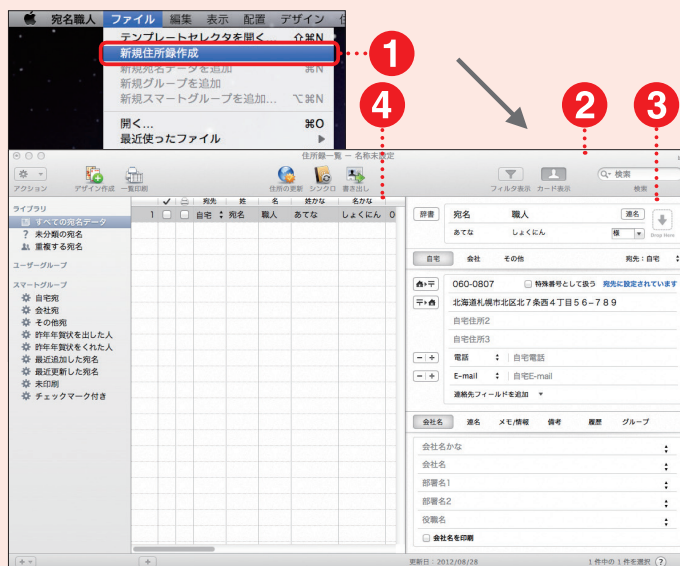 宛名職人 ファイル 編集 表示 配置 デザイン
テンプレートセレクタを開く... ⇧⌘N
新規住所録作成
新規宛名データを追加 ⌘N
新規グループを追加
新規スマートグループを追加... ⌥⌘N
開く... ⌘O
最近使ったファイル ▶
1
2
3
4
住所録一覧 − 名称未設定
アクション デザイン作成 一覧印刷 住所の更新 シンクロ 書き出し フィルタ表示 カード表示 検索
検索
ライブラリ
すべての宛名データ
? 未分類の宛名
重複する宛名
ユーザーグループ
スマートグループ
自宅宛
会社宛
その他宛
昨年年賀状を出した人
昨年年賀状をくれた人
最近追加した宛名
最近更新した宛名
未印刷
チェックマーク付き
宛先 姓 名 姓かな 名かな
1 自宅 宛名 職人 あてな しょくにん 0
辞書 宛名 職人 連名
あてな しょくにん 様 Drop Here
自宅 会社 その他 宛先：自宅
060-0807 特殊番号として扱う 宛先に設定されています
北海道札幌市北区北７条西４丁目５６−７８９
自宅住所2
自宅住所3
− + 電話 自宅電話
− + E-mail 自宅E-mail
連絡先フィールドを追加 ▼
会社名 連名 メモ/情報 備考 履歴 グループ
会社名かな
会社名
部署名1
部署名2
役職名
会社名を印刷
更新日：2012/08/28 1 件中の 1 件を選択 ?